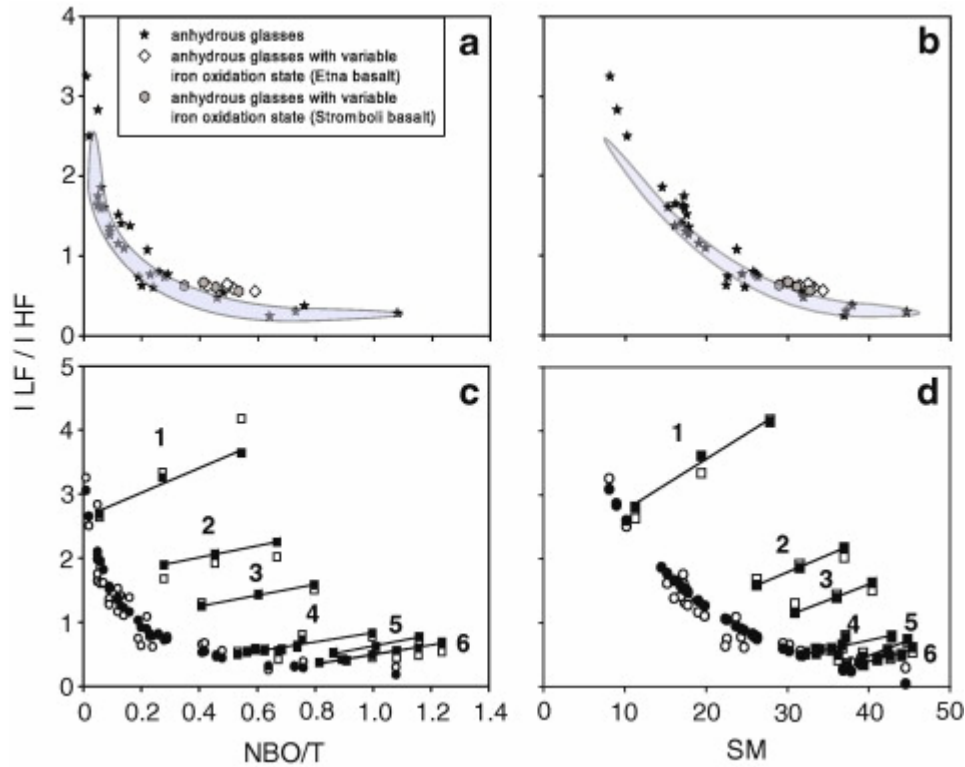 4
3
2
1
0
a
anhydrous glasses
anhydrous glasses with variable
iron oxidation state (Etna basalt)
anhydrous glasses with variable
iron oxidation state (Stromboli basalt)
b
I LF / I HF
5
4
3
2
1
0
c
1
2
3
4
5
6
0 0.2 0.4 0.6 0.8 1.0 1.2 1.4
NBO/T
d
1
2
3
4
5
6
0 10 20 30 40 50
SM